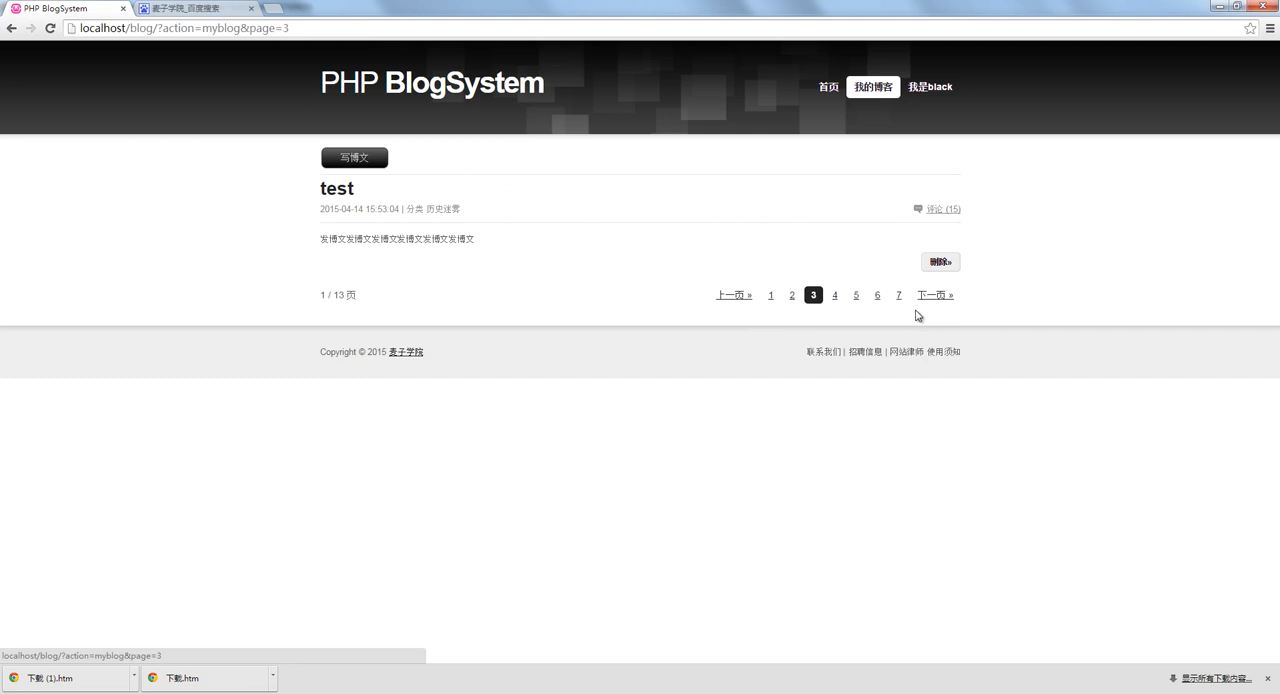 PHP BlogSystem
麦子学院_百度搜索
localhost/blog/?action=myblog&page=3
PHP BlogSystem
首页 我的博客 我是black
写博文
test
2015-04-14 15:53:04 | 分类 历史迷雾
评论 (15)
发博文发博文发博文发博文发博文发博文
删除»
1 / 13 页
上一页 » 1 2 3 4 5 6 7 下一页 »
Copyright © 2015 麦子学院
联系我们 | 招聘信息 | 网站律师 使用须知
localhost/blog/?action=myblog&page=3
下载 (1).htm
下载.htm
显示所有下载内容...